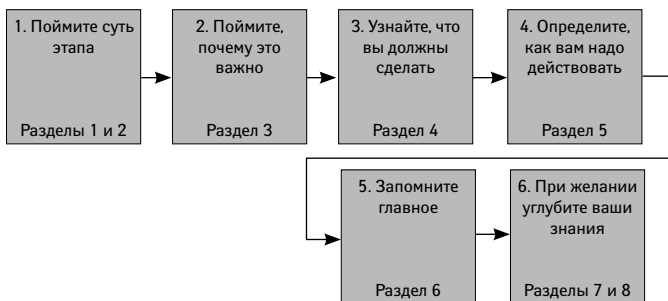 1. Поймите суть
этапа
Разделы 1 и 2
2. Поймите,
почему это
важно
Раздел 3
3. Узнайте, что
вы должны
сделать
Раздел 4
4. Определите,
как вам надо
действовать
Раздел 5
5. Запомните
главное
Раздел 6
6. При желании
углубите ваши
знания
Разделы 7 и 8